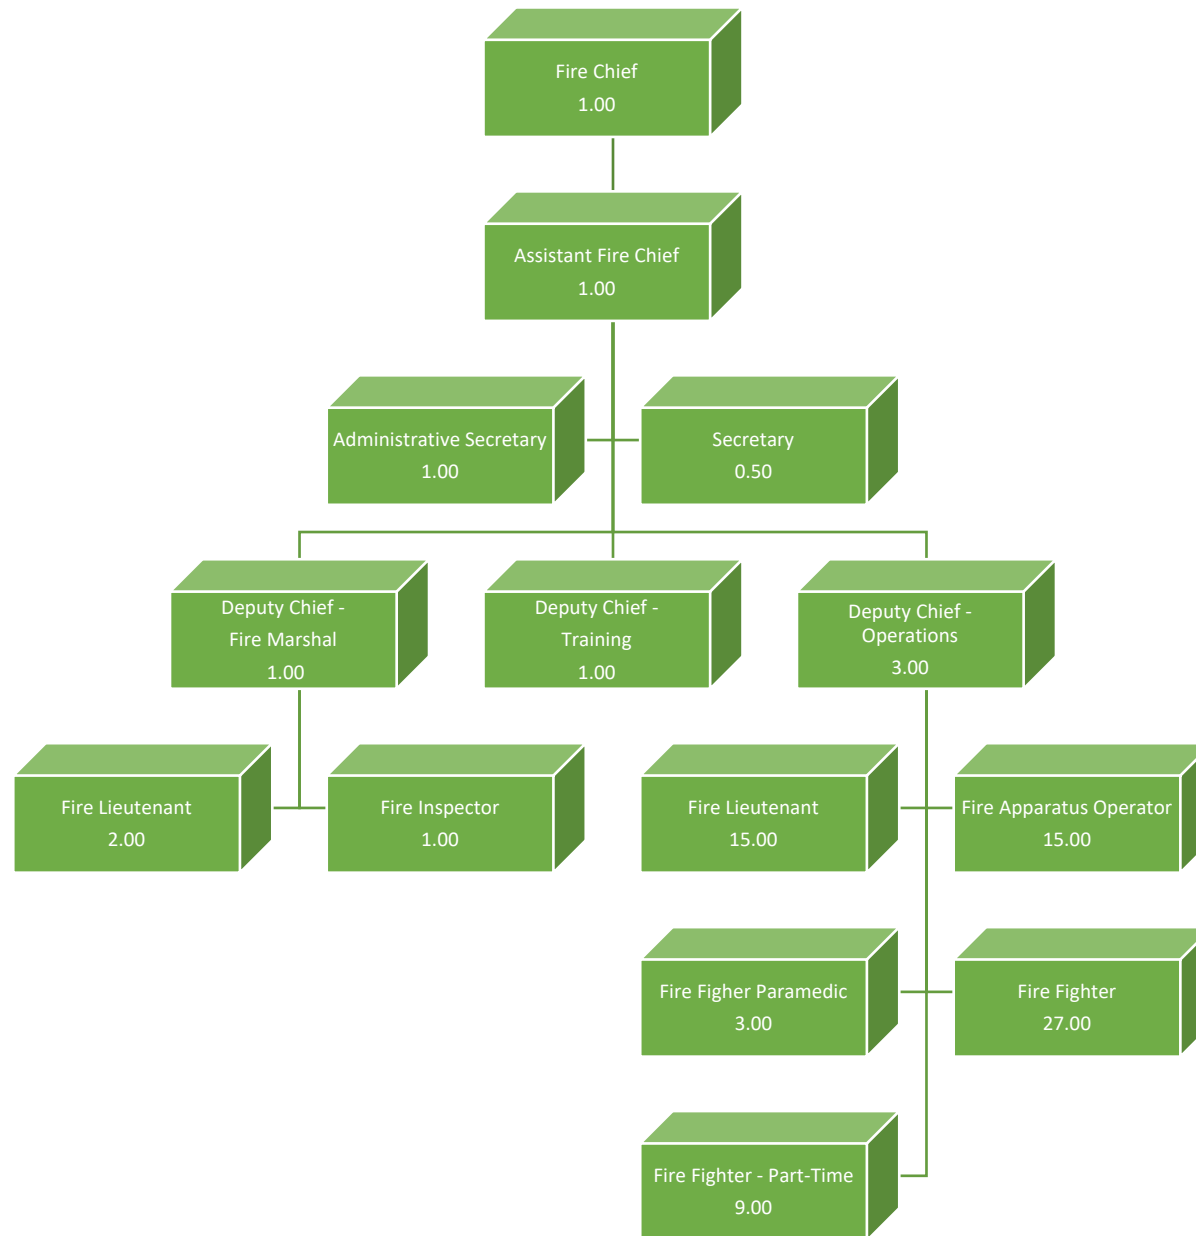 Fire Chief
1.00
Assistant Fire Chief
1.00
Administrative Secretary
1.00
Secretary
0.50
Deputy Chief -
Fire Marshal
1.00
Deputy Chief -
Training
1.00
Deputy Chief -
Operations
3.00
Fire Lieutenant
2.00
Fire Inspector
1.00
Fire Lieutenant
15.00
Fire Apparatus Operator
15.00
Fire Figher Paramedic
3.00
Fire Fighter
27.00
Fire Fighter - Part-Time
9.00